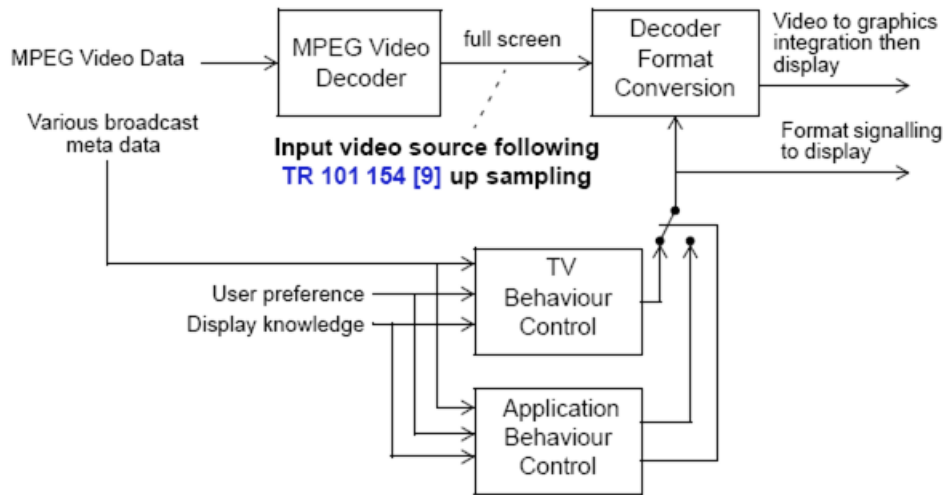 MPEG Video Data
MPEG Video
Decoder
full screen
Decoder
Format
Conversion
Video to graphics
integration then
display
Various broadcast
meta data
Input video source following
TR 101 154 [9] up sampling
Format signalling
to display
User preference
Display knowledge
TV
Behaviour
Control
Application
Behaviour
Control